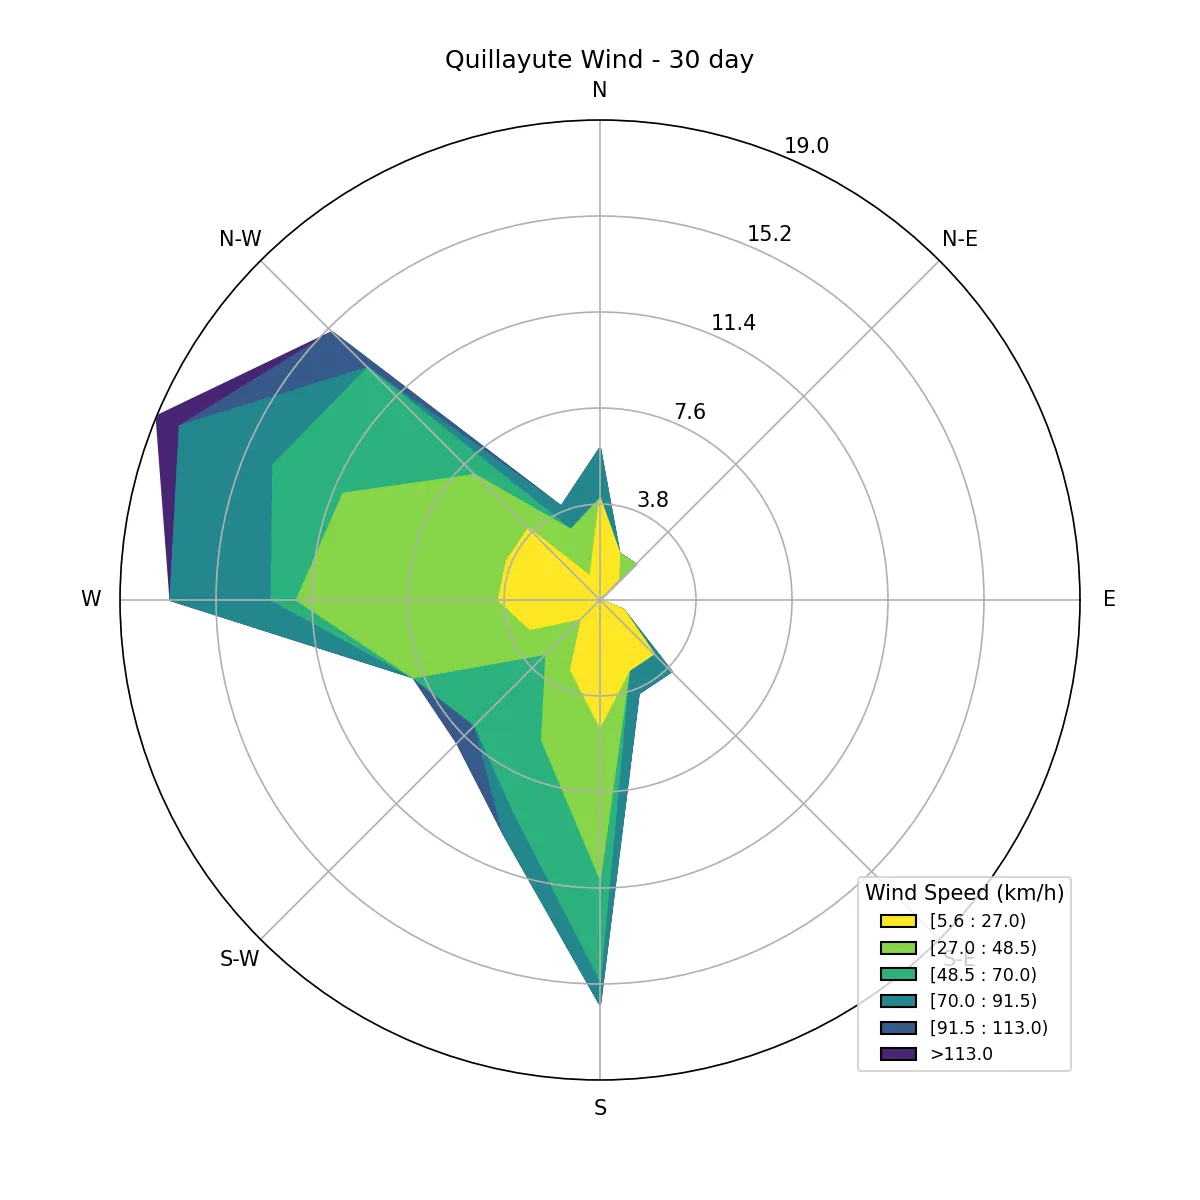 Quillayute Wind - 30 day
N
19.0
15.2
N-W
N-E
11.4
7.6
3.8
W
E
Wind Speed (km/h)
[5.6 : 27.0)
[27.0 : 48.5)
S-W
S-E
[48.5 : 70.0)
[70.0 : 91.5)
[91.5 : 113.0)
>113.0
S